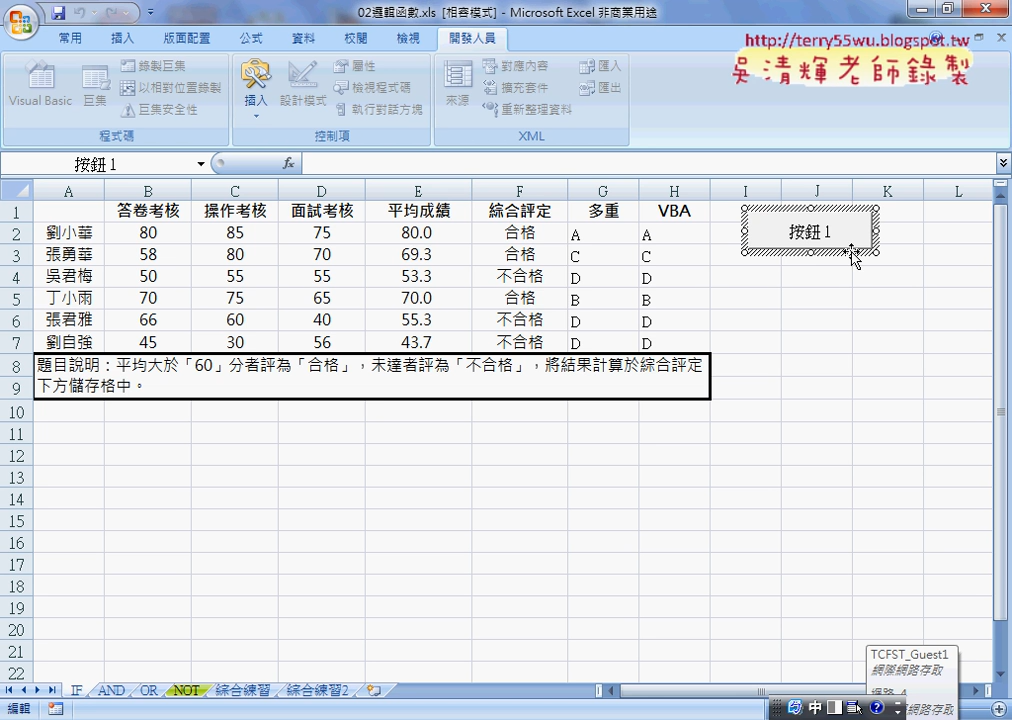 02邏輯函數.xls [相容模式] - Microsoft Excel 非商業用途
常用 插入 版面配置 公式 資料 校閱 檢視 開發人員
http://terry55wu.blogspot.tw
吳清輝老師錄製
Visual Basic 巨集 錄製巨集 以相對位置錄製 巨集安全性
插入 設計模式 屬性 檢視程式碼 執行對話方塊
來源 對應內容 擴充套件 重新整理資料 匯入 匯出
程式碼 控制項 XML
按鈕 1 fx
A B C D E F G H I J K L
1 答卷考核 操作考核 面試考核 平均成績 綜合評定 多重 VBA
2 劉小華 80 85 75 80.0 合格 A A
按鈕 1
3 張勇華 58 80 70 69.3 合格 C C
4 吳君梅 50 55 55 53.3 不合格 D D
5 丁小雨 70 75 65 70.0 合格 B B
6 張君雅 66 60 40 55.3 不合格 D D
7 劉自強 45 30 56 43.7 不合格 D D
8 題目說明：平均大於「60」分者評為「合格」，未達者評為「不合格」，將結果計算於綜合評定
9 下方儲存格中。
10
11
12
13
14
15
16
17
18
19
20
21
22
TCFST_Guest1
網際網路存取
IF AND OR NOT 綜合練習 綜合練習2
編輯
中
網路存取